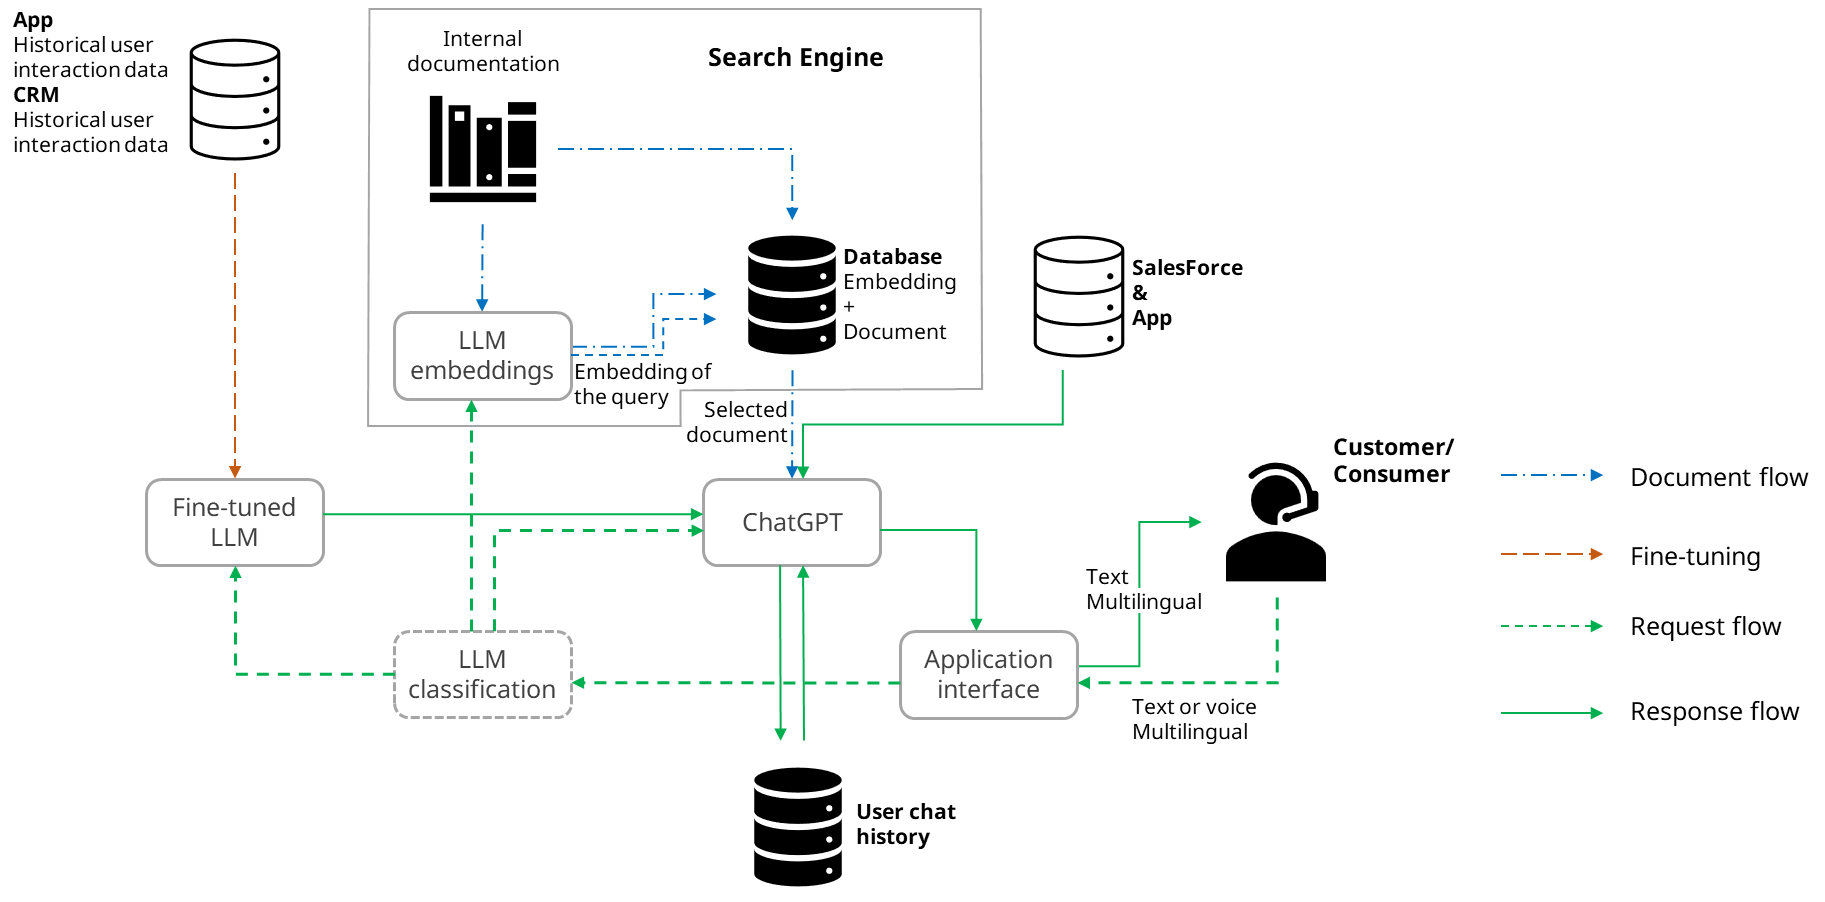 App
Historical user
interaction data
CRM
Historical user
interaction data
Internal
documentation
Search Engine
Database
Embedding
+
Document
SalesForce
&
App
LLM
embeddings
Embedding of
the query
Selected
document
Customer/
Consumer
Fine-tuned
LLM
ChatGPT
Text
Multilingual
LLM
classification
Application
interface
Text or voice
Multilingual
User chat
history
Document flow
Fine-tuning
Request flow
Response flow